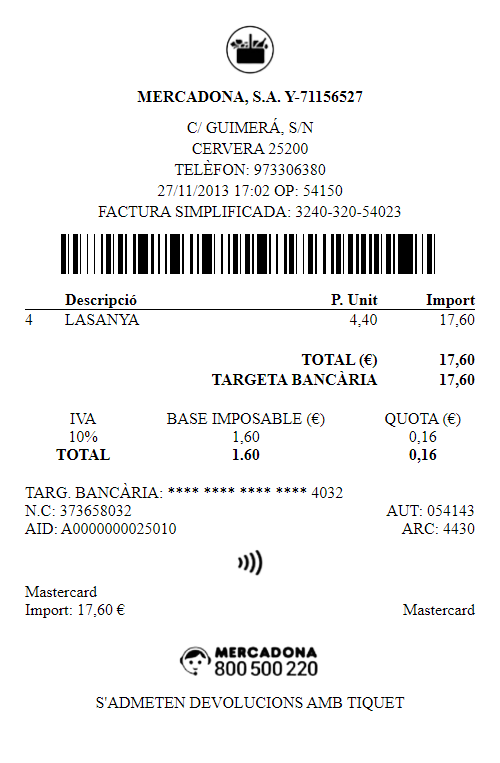 MERCADONA, S.A. Y-71156527
C/ GUIMERÁ, S/N
CERVERA 25200
TELÈFON: 973306380
27/11/2013 17:02 OP: 54150
FACTURA SIMPLIFICADA: 3240-320-54023
Descripció P. Unit Import
4 LASANYA 4,40 17,60
TOTAL (€) 17,60
TARGETA BANCÀRIA 17,60
IVA BASE IMPOSABLE (€) QUOTA (€)
10% 1,60 0,16
TOTAL 1.60 0,16
TARG. BANCÀRIA: **** **** **** **** 4032
N.C: 373658032 AUT: 054143
AID: A0000000025010 ARC: 4430
Mastercard
Import: 17,60 € Mastercard
MERCADONA
800 500 220
S'ADMETEN DEVOLUCIONS AMB TIQUET